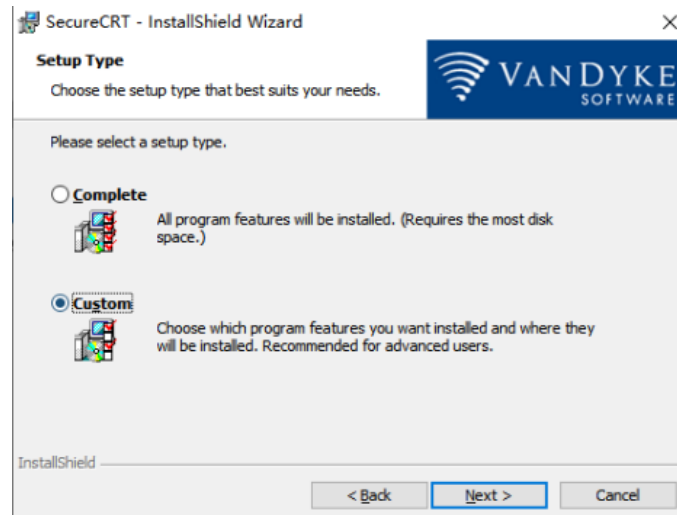 SecureCRT - InstallShield Wizard
Setup Type
Choose the setup type that best suits your needs.
VANDYKE
SOFTWARE
Please select a setup type.
Complete
All program features will be installed. (Requires the most disk
space.)
Custom
Choose which program features you want installed and where they
will be installed. Recommended for advanced users.
InstallShield
< Back
Next >
Cancel